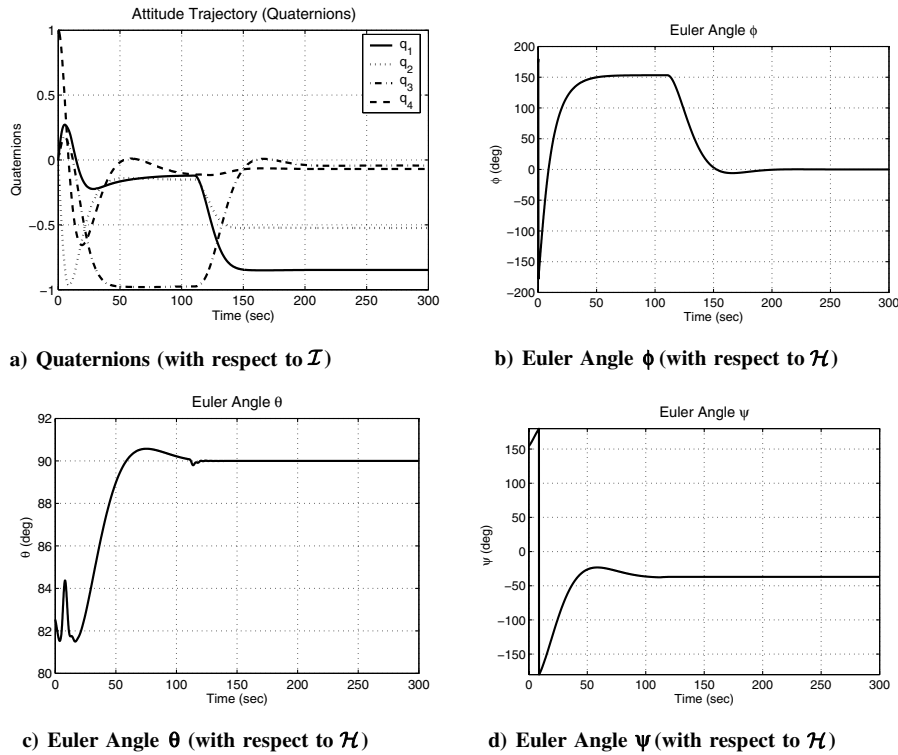 Attitude Trajectory (Quaternions)
1
0.5
0
−0.5
−1
Quaternions
q1
q2
q3
q4
0 50 100 150 200 250 300
Time (sec)
a) Quaternions (with respect to ℐ)
Euler Angle ϕ
200
150
100
50
0
−50
−100
−150
−200
ϕ (deg)
0 50 100 150 200 250 300
Time (sec)
b) Euler Angle ϕ (with respect to ℋ)
Euler Angle θ
92
90
88
86
84
82
80
θ (deg)
0 50 100 150 200 250 300
Time (sec)
c) Euler Angle θ (with respect to ℋ)
Euler Angle ψ
150
100
50
0
−50
−100
−150
ψ (deg)
0 50 100 150 200 250 300
Time (sec)
d) Euler Angle ψ (with respect to ℋ)